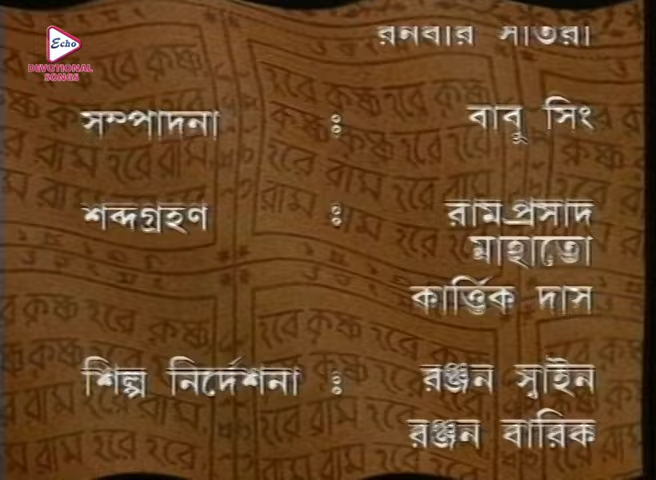 Echo
DEVOTIONAL
SONGS
রনবীর সাতরা
সম্পাদনা : বাবু সিং
শব্দগ্রহণ : রামপ্রসাদ
মাহাতো
কার্ত্তিক দাস
শিল্প নির্দেশনা : রঞ্জন স্বাইন
রঞ্জন বারিক